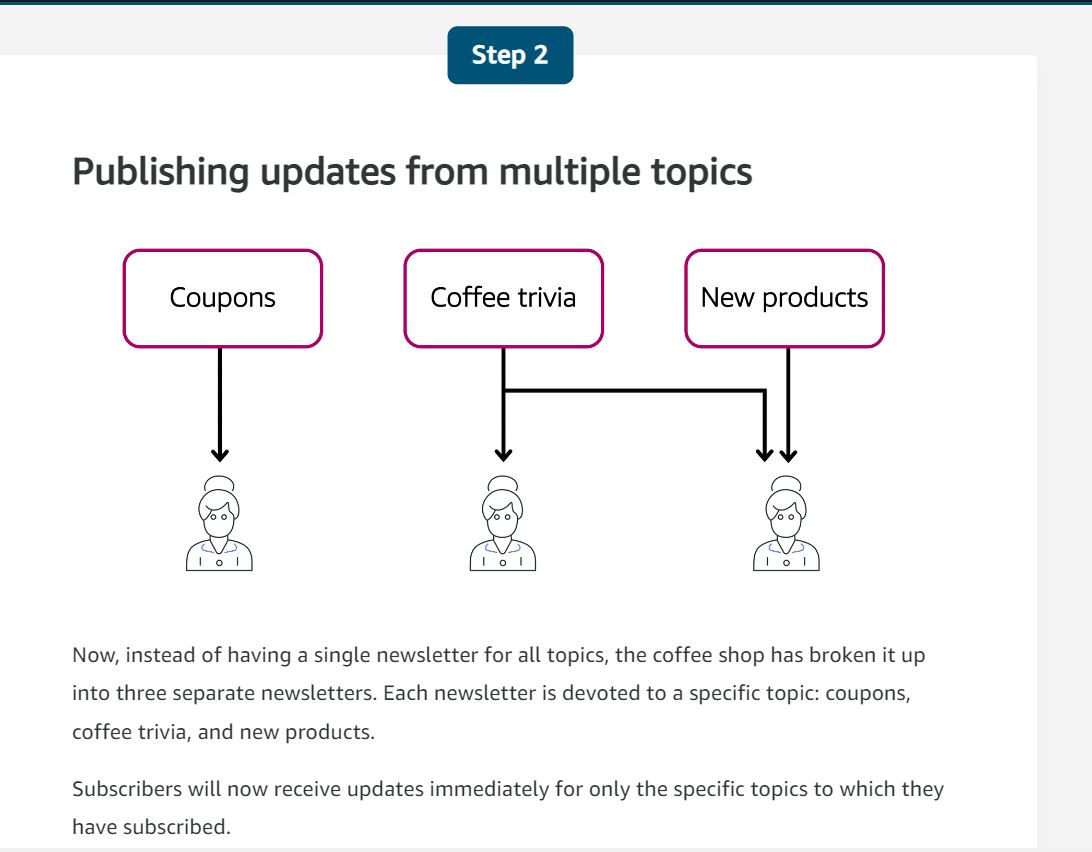 Step 2
Publishing updates from multiple topics
Coupons
Coffee trivia
New products
Now, instead of having a single newsletter for all topics, the coffee shop has broken it up
into three separate newsletters. Each newsletter is devoted to a specific topic: coupons,
coffee trivia, and new products.
Subscribers will now receive updates immediately for only the specific topics to which they
have subscribed.